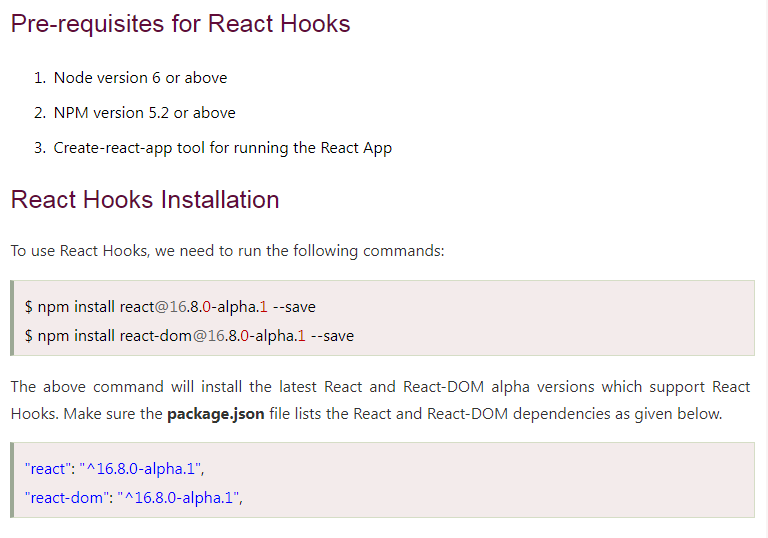 Pre-requisites for React Hooks
1. Node version 6 or above
2. NPM version 5.2 or above
3. Create-react-app tool for running the React App
React Hooks Installation
To use React Hooks, we need to run the following commands:
$ npm install react@16.8.0-alpha.1 --save
$ npm install react-dom@16.8.0-alpha.1 --save
The above command will install the latest React and React-DOM alpha versions which support React
Hooks. Make sure the package.json file lists the React and React-DOM dependencies as given below.
"react": "^16.8.0-alpha.1",
"react-dom": "^16.8.0-alpha.1",